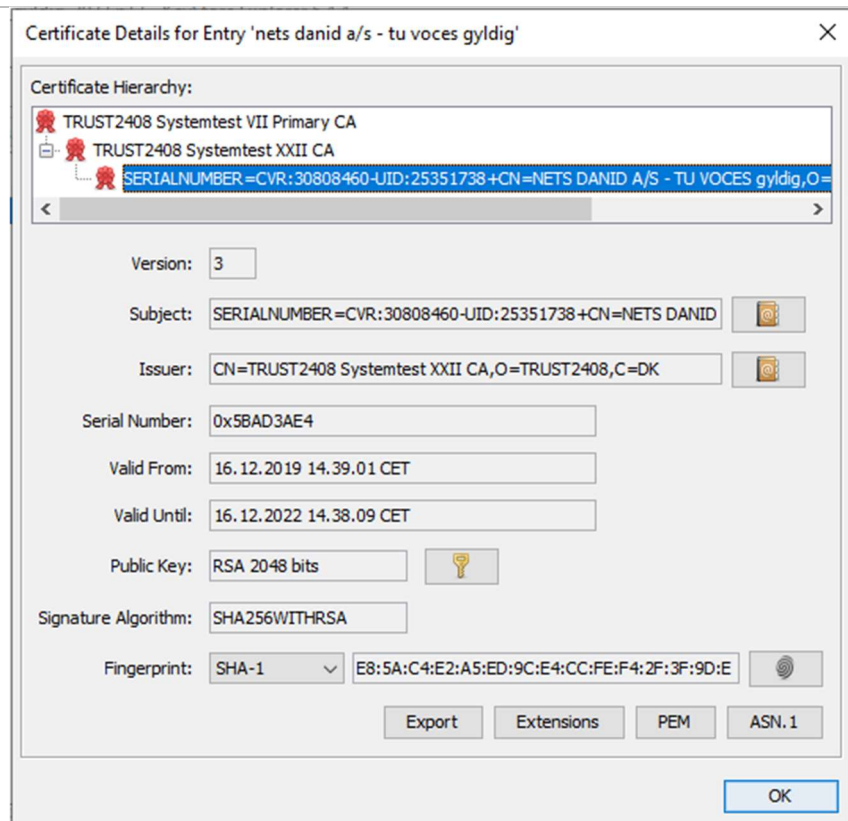 Certificate Details for Entry 'nets danid a/s - tu voces gyldig'
Certificate Hierarchy:
TRUST2408 Systemtest VII Primary CA
TRUST2408 Systemtest XXII CA
SERIALNUMBER=CVR:30808460-UID:25351738+CN=NETS DANID A/S - TU VOCES gyldig,O=
Version: 3
Subject: SERIALNUMBER=CVR:30808460-UID:25351738+CN=NETS DANID
Issuer: CN=TRUST2408 Systemtest XXII CA,O=TRUST2408,C=DK
Serial Number: 0x5BAD3AE4
Valid From: 16.12.2019 14.39.01 CET
Valid Until: 16.12.2022 14.38.09 CET
Public Key: RSA 2048 bits
Signature Algorithm: SHA256WITHRSA
Fingerprint: SHA-1 E8:5A:C4:E2:A5:ED:9C:E4:CC:FE:F4:2F:3F:9D:E
Export Extensions PEM ASN.1
OK